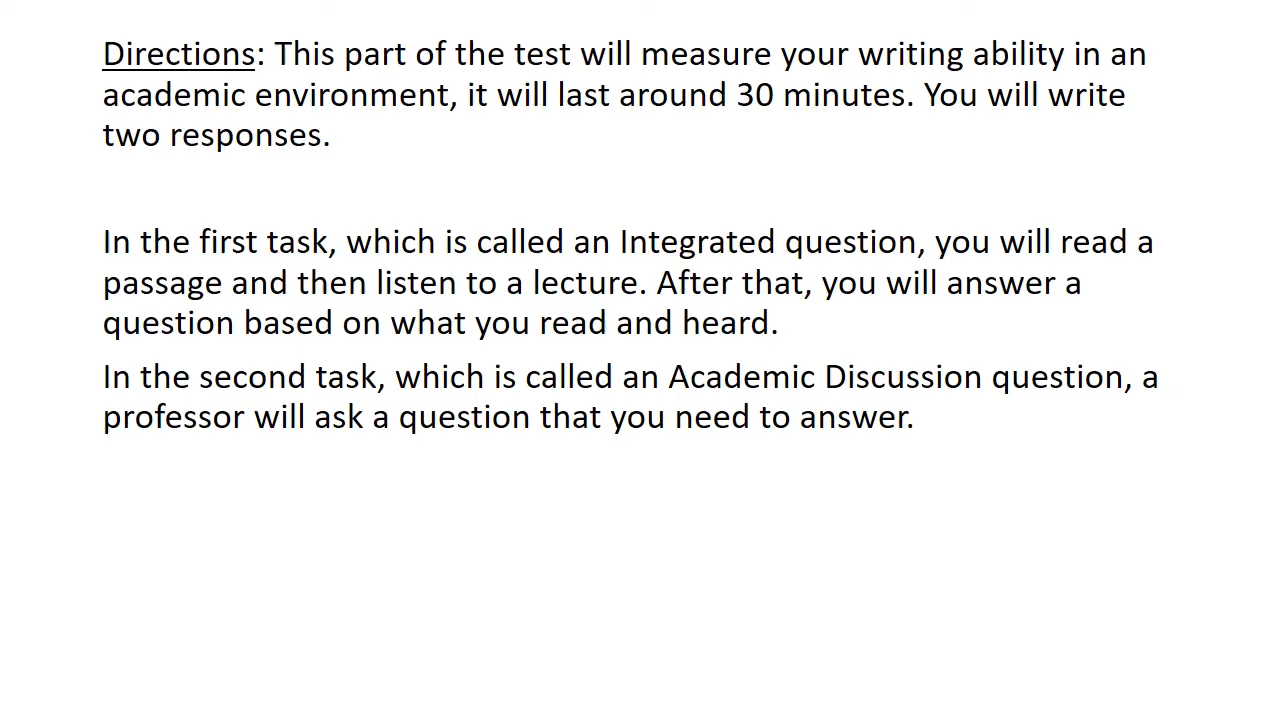 Directions: This part of the test will measure your writing ability in an
academic environment, it will last around 30 minutes. You will write
two responses.
In the first task, which is called an Integrated question, you will read a
passage and then listen to a lecture. After that, you will answer a
question based on what you read and heard.
In the second task, which is called an Academic Discussion question, a
professor will ask a question that you need to answer.